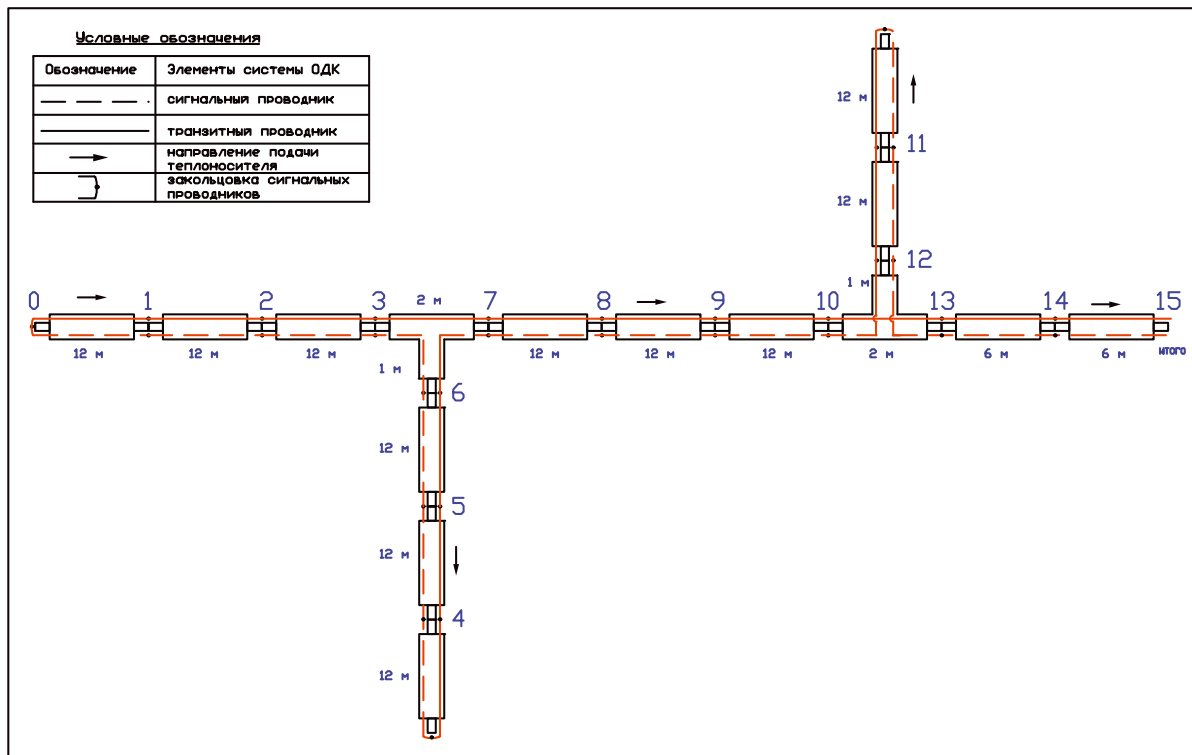 Условные обозначения
Обозначение Элементы системы ОДК
сигнальный проводник
транзитный проводник
направление подачи
теплоносителя
закольцовка сигнальных
проводников
12 м
11
12 м
12
1 м
0 1 2 3 2 м 7 8 9 10 13 14 15
12 м 12 м 12 м 12 м 12 м 12 м 2 м 6 м 6 м итого
1 м
6
12 м
5
12 м
4
12 м